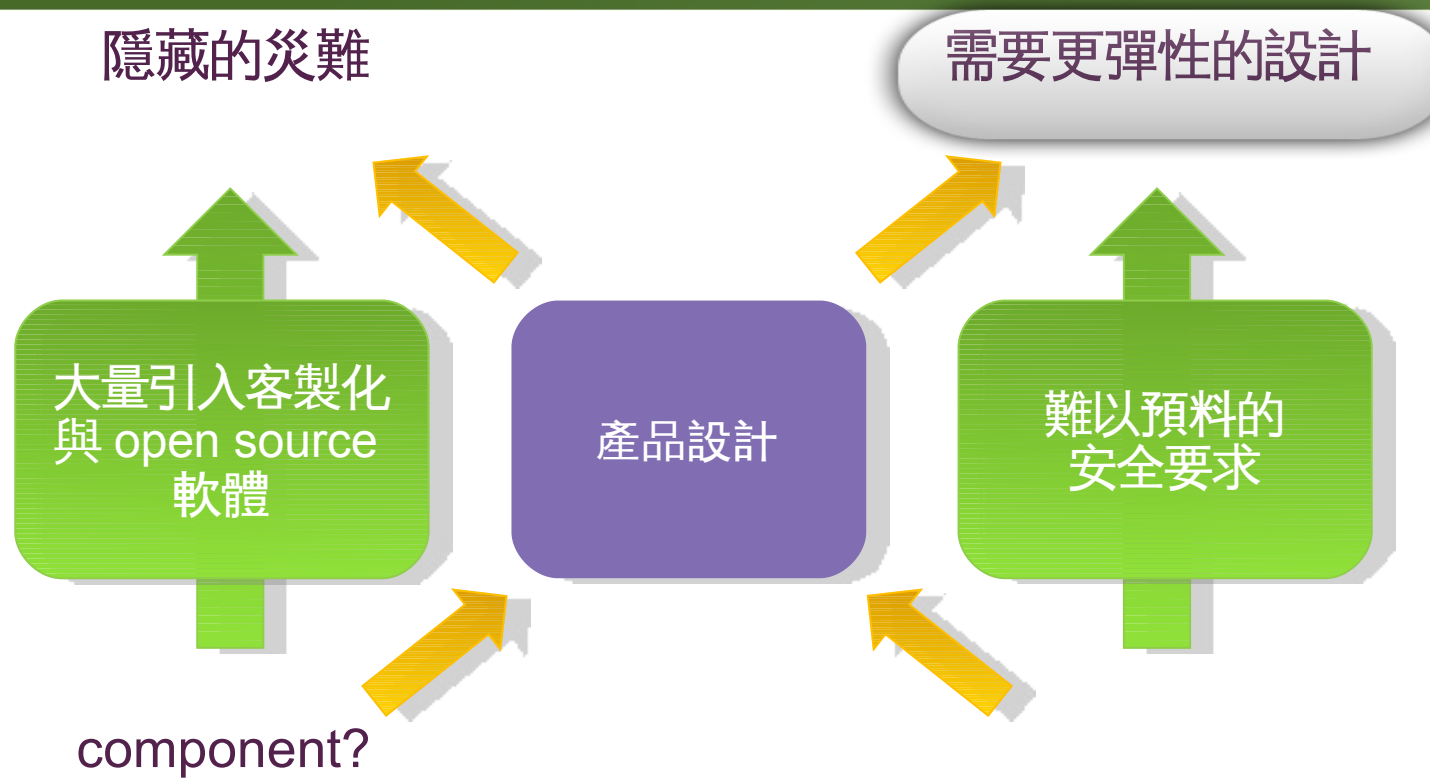 隱藏的災難
需要更彈性的設計
大量引入客製化
與 open source
軟體
產品設計
難以預料的
安全要求
component?